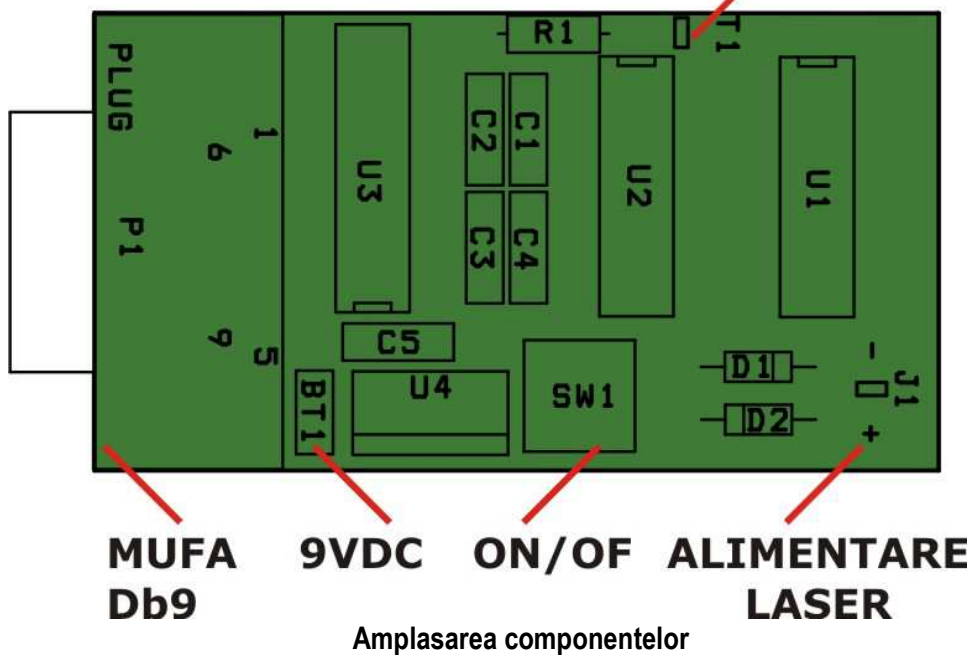 R1
T1
PLUG
1
6
C2
C1
U3
U2
U1
P1
C3
C4
9
5
C5
-
J1
D1
BT1
U4
SW1
D2
+
MUFA
Db9
9VDC
ON/OF
ALIMENTARE
LASER
Amplasarea componentelor